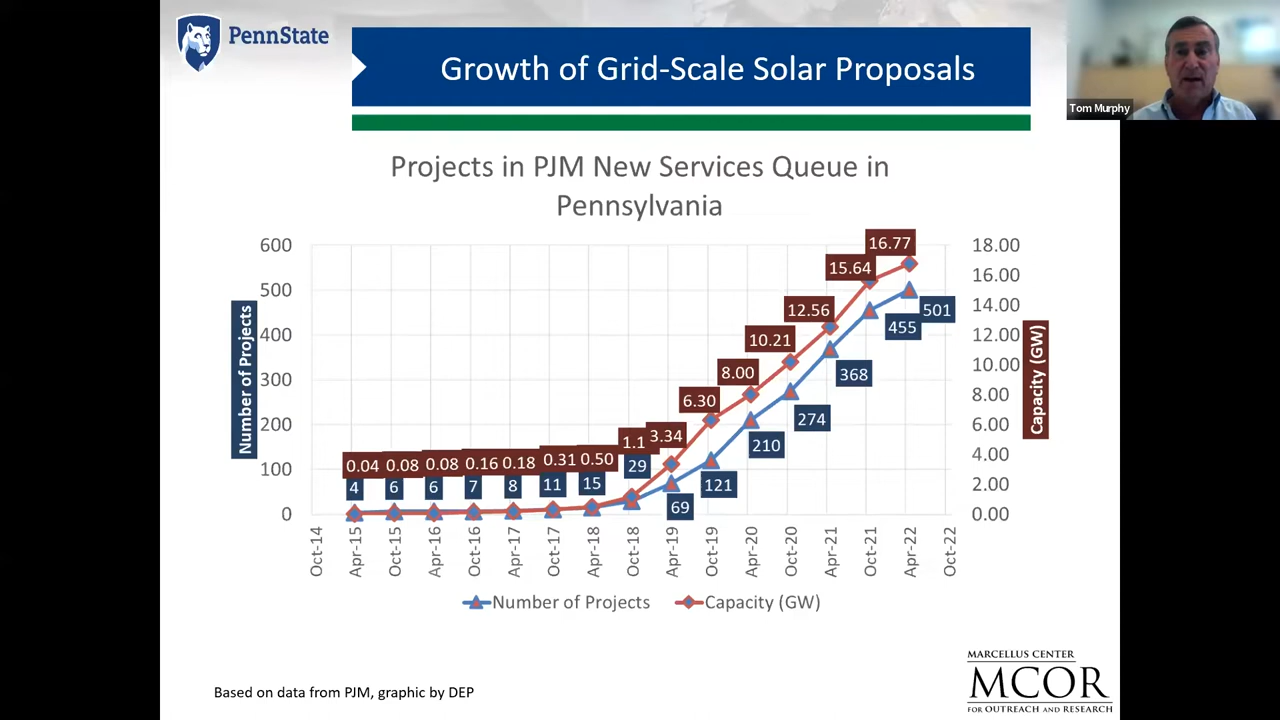 PennState
Growth of Grid-Scale Solar Proposals
Tom Murphy
Projects in PJM New Services Queue in
Pennsylvania
Number of Projects
600
500
400
300
200
100
0
0.04 0.08 0.08 0.16 0.18 0.31 0.50 1.1 3.34 6.30 8.00 10.21 12.56 15.64 16.77
4 6 6 7 8 11 15 29 69 121 210 274 368 455 501
18.00
16.00
14.00
12.00
10.00
8.00
6.00
4.00
2.00
0.00
Capacity (GW)
Oct-14 Apr-15 Oct-15 Apr-16 Oct-16 Apr-17 Oct-17 Apr-18 Oct-18 Apr-19 Oct-19 Apr-20 Oct-20 Apr-21 Oct-21 Apr-22 Oct-22
Number of Projects Capacity (GW)
Based on data from PJM, graphic by DEP
MARCELLUS CENTER
MCOR
FOR OUTREACH AND RESEARCH